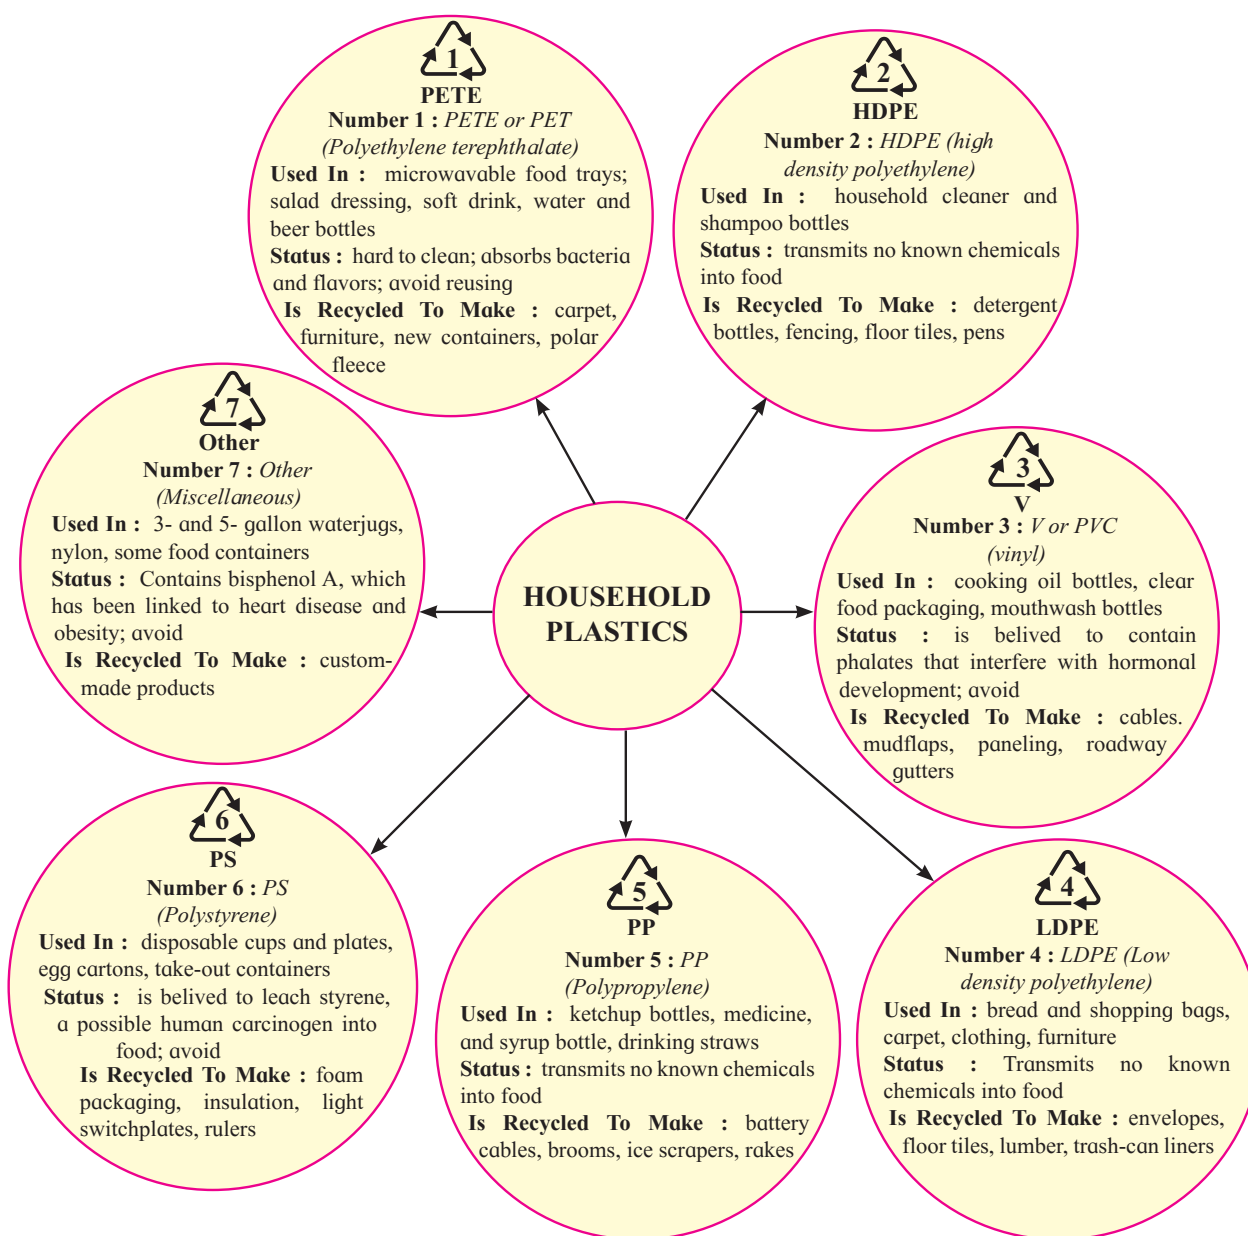 1
PETE
Number 1 : PETE or PET
(Polyethylene terephthalate)
Used In : microwavable food trays;
salad dressing, soft drink, water and
beer bottles
Status : hard to clean; absorbs bacteria
and flavors; avoid reusing
Is Recycled To Make : carpet,
furniture, new containers, polar
fleece
2
HDPE
Number 2 : HDPE (high
density polyethylene)
Used In : household cleaner and
shampoo bottles
Status : transmits no known chemicals
into food
Is Recycled To Make : detergent
bottles, fencing, floor tiles, pens
7
Other
Number 7 : Other
(Miscellaneous)
Used In : 3- and 5- gallon waterjugs,
nylon, some food containers
Status : Contains bisphenol A, which
has been linked to heart disease and
obesity; avoid
Is Recycled To Make : custom-
made products
HOUSEHOLD
PLASTICS
3
V
Number 3 : V or PVC
(vinyl)
Used In : cooking oil bottles, clear
food packaging, mouthwash bottles
Status : is belived to contain
phalates that interfere with hormonal
development; avoid
Is Recycled To Make : cables.
mudflaps, paneling, roadway
gutters
6
PS
Number 6 : PS
(Polystyrene)
Used In : disposable cups and plates,
egg cartons, take-out containers
Status : is belived to leach styrene,
a possible human carcinogen into
food; avoid
Is Recycled To Make : foam
packaging, insulation, light
switchplates, rulers
5
PP
Number 5 : PP
(Polypropylene)
Used In : ketchup bottles, medicine,
and syrup bottle, drinking straws
Status : transmits no known chemicals
into food
Is Recycled To Make : battery
cables, brooms, ice scrapers, rakes
4
LDPE
Number 4 : LDPE (Low
density polyethylene)
Used In : bread and shopping bags,
carpet, clothing, furniture
Status : Transmits no known
chemicals into food
Is Recycled To Make : envelopes,
floor tiles, lumber, trash-can liners